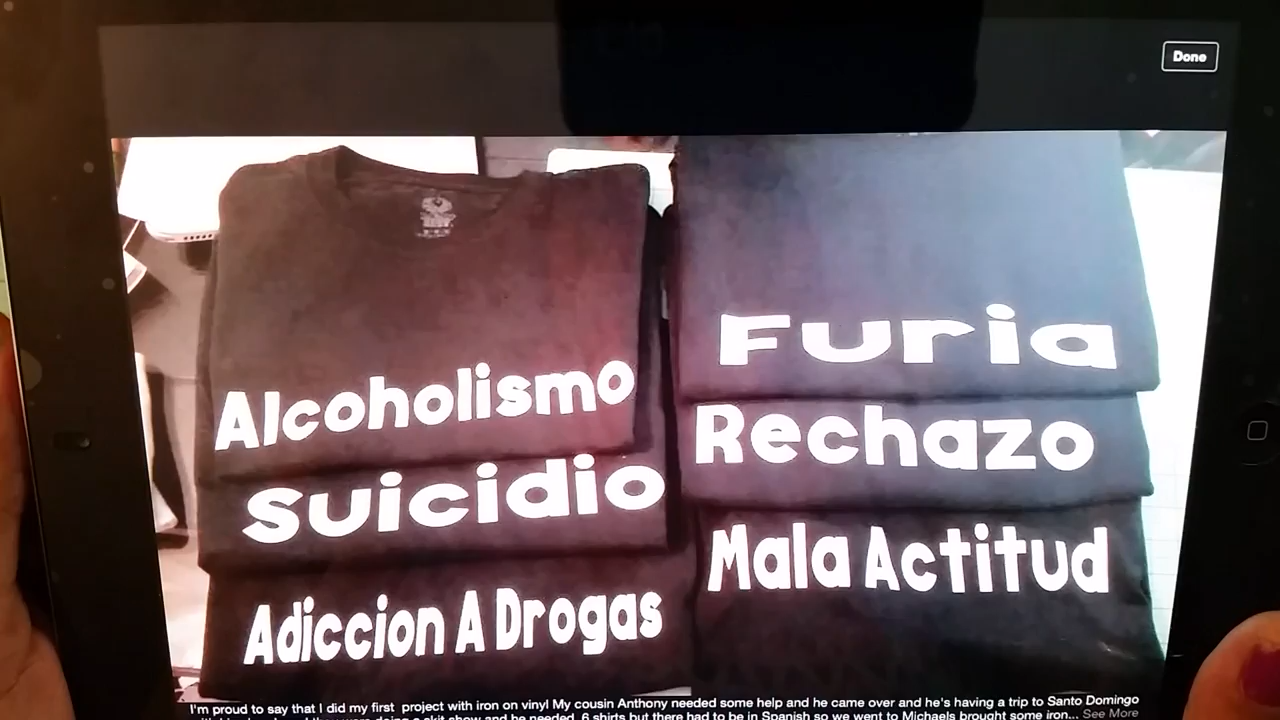 Done
Alcoholismo
Suicidio
Adiccion A Drogas
Furia
Rechazo
Mala Actitud
I'm proud to say that I did my first project with iron on vinyl My cousin Anthony needed some help and he came over and he's having a trip to Santo Domingo
they were doing a skit show and he needed 6 shirts but there had to be in Spanish so we went to Michaels brought some iron... See More